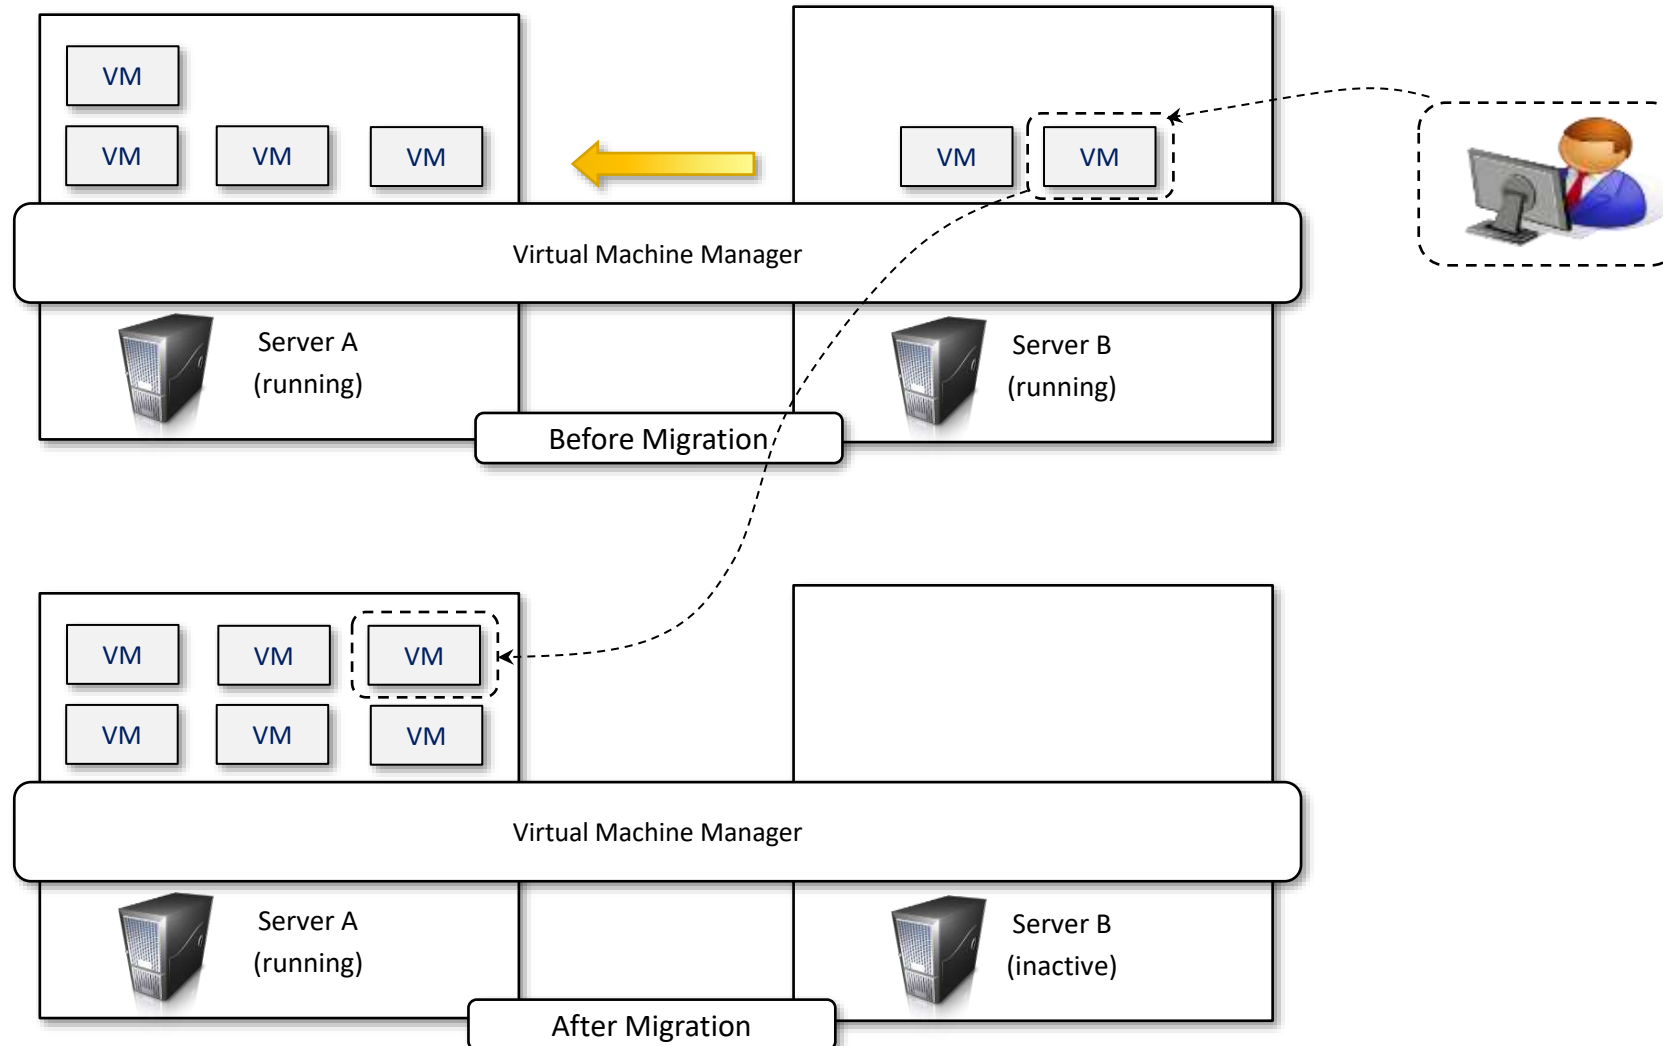 VM
VM VM VM
VM VM
Virtual Machine Manager
Server A
(running)
Server B
(running)
Before Migration
VM VM VM
VM VM VM
Virtual Machine Manager
Server A
(running)
Server B
(inactive)
After Migration